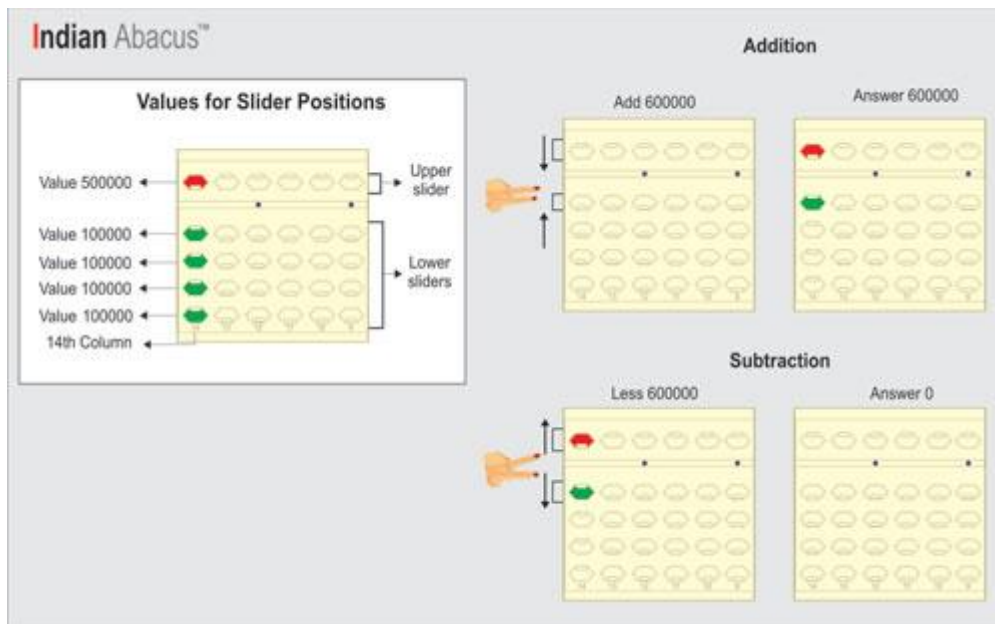 Indian Abacus™
Values for Slider Positions
Value 500000
Upper
slider
Value 100000
Value 100000
Value 100000
Value 100000
Lower
sliders
14th Column
Addition
Add 600000
Answer 600000
Subtraction
Less 600000
Answer 0